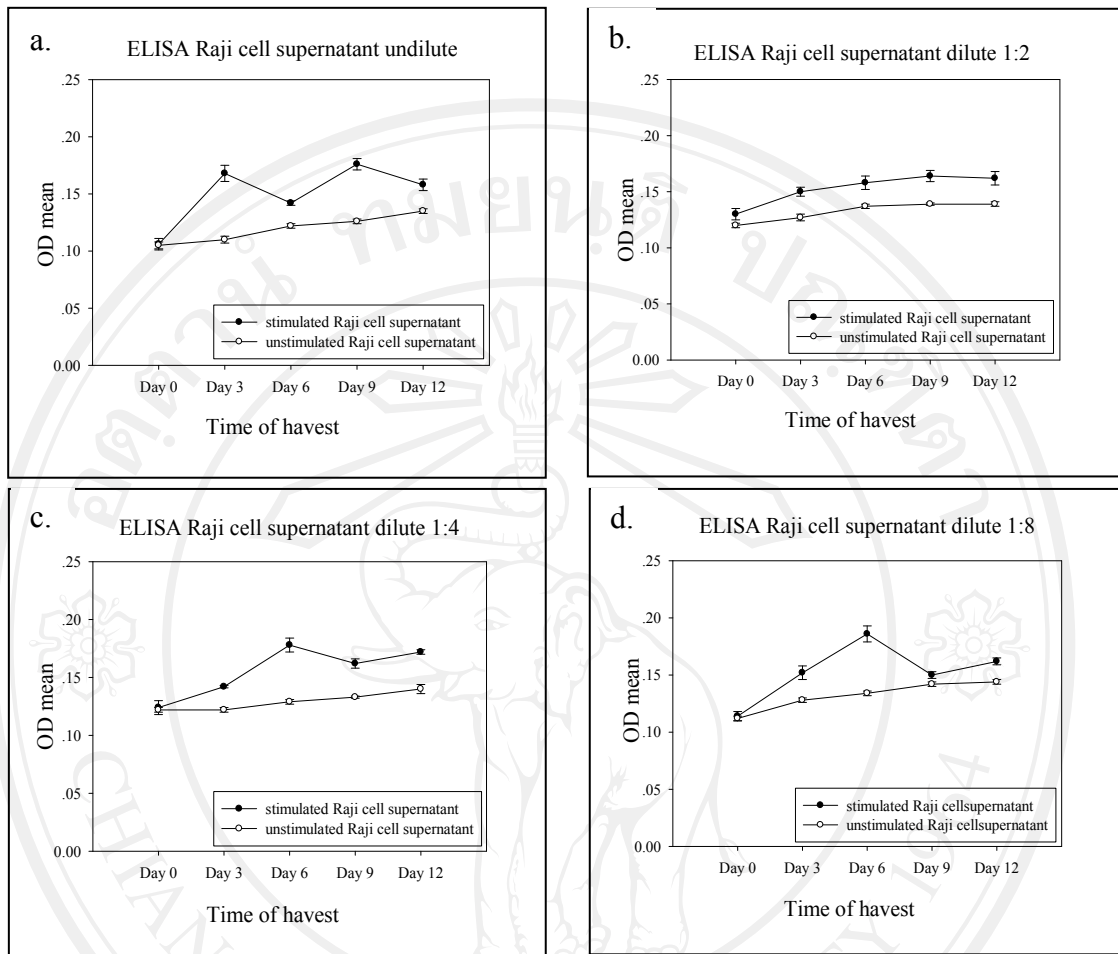 a.
ELISA Raji cell supernatant undilute
.25
.20
.15
.10
.05
0.00
OD mean
stimulated Raji cell supernatant
unstimulated Raji cell supernatant
Day 0 Day 3 Day 6 Day 9 Day 12
Time of havest
b.
ELISA Raji cell supernatant dilute 1:2
.25
.20
.15
.10
.05
0.00
OD mean
stimulated Raji cell supernatant
unstimulated Raji cell supernatant
Day 0 Day 3 Day 6 Day 9 Day 12
Time of havest
c.
ELISA Raji cell supernatant dilute 1:4
.25
.20
.15
.10
.05
0.00
OD mean
stimulated Raji cell supernatant
unstimulated Raji cell supernatant
Day 0 Day 3 Day 6 Day 9 Day 12
Time of havest
d.
ELISA Raji cell supernatant dilute 1:8
.25
.20
.15
.10
.05
0.00
OD mean
stimulated Raji cellsupernatant
unstimulated Raji cellsupernatant
Day 0 Day 3 Day 6 Day 9 Day 12
Time of havest
1964